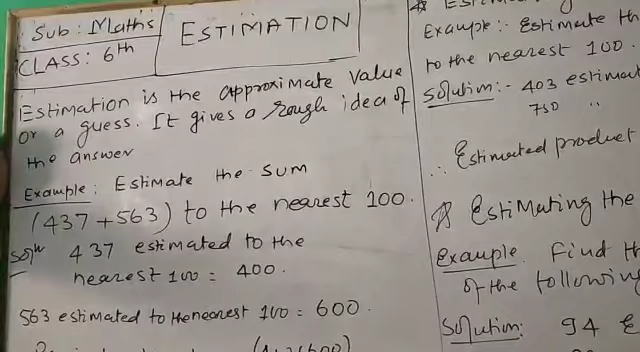 Sub: Maths
CLASS: 6th
ESTIMATION
Estimation is the approximate value
or a guess. It gives a rough idea of
the answer
Example: Estimate the sum
(437+563) to the nearest 100.
Soln 437 estimated to the
nearest 100 = 400.
563 estimated to the nearest 100 = 600.
Example:- Estimate
to the nearest 100.
Solution:- 403
750 "
∴ Estimated product
Estimating the
Example. Find
of the following
Solution: 94